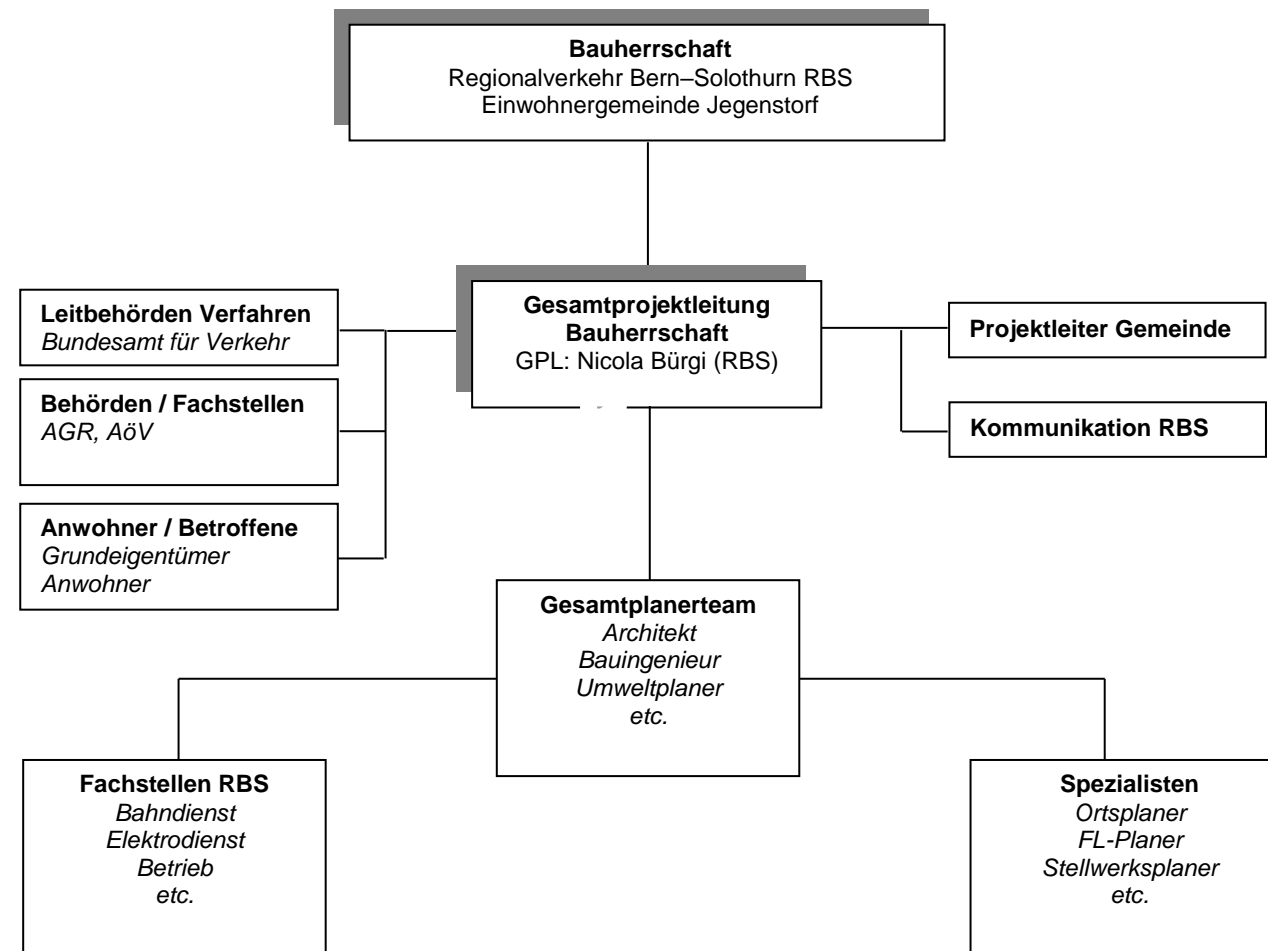 Bauherrschaft
Regionalverkehr Bern–Solothurn RBS
Einwohnergemeinde Jegenstorf
Leitbehörden Verfahren
Bundesamt für Verkehr
Behörden / Fachstellen
AGR, AöV
Anwohner / Betroffene
Grundeigentümer
Anwohner
Gesamtprojektleitung
Bauherrschaft
GPL: Nicola Bürgi (RBS)
Projektleiter Gemeinde
Kommunikation RBS
Gesamtplanerteam
Architekt
Bauingenieur
Umweltplaner
etc.
Fachstellen RBS
Bahndienst
Elektrodienst
Betrieb
etc.
Spezialisten
Ortsplaner
FL-Planer
Stellwerksplaner
etc.